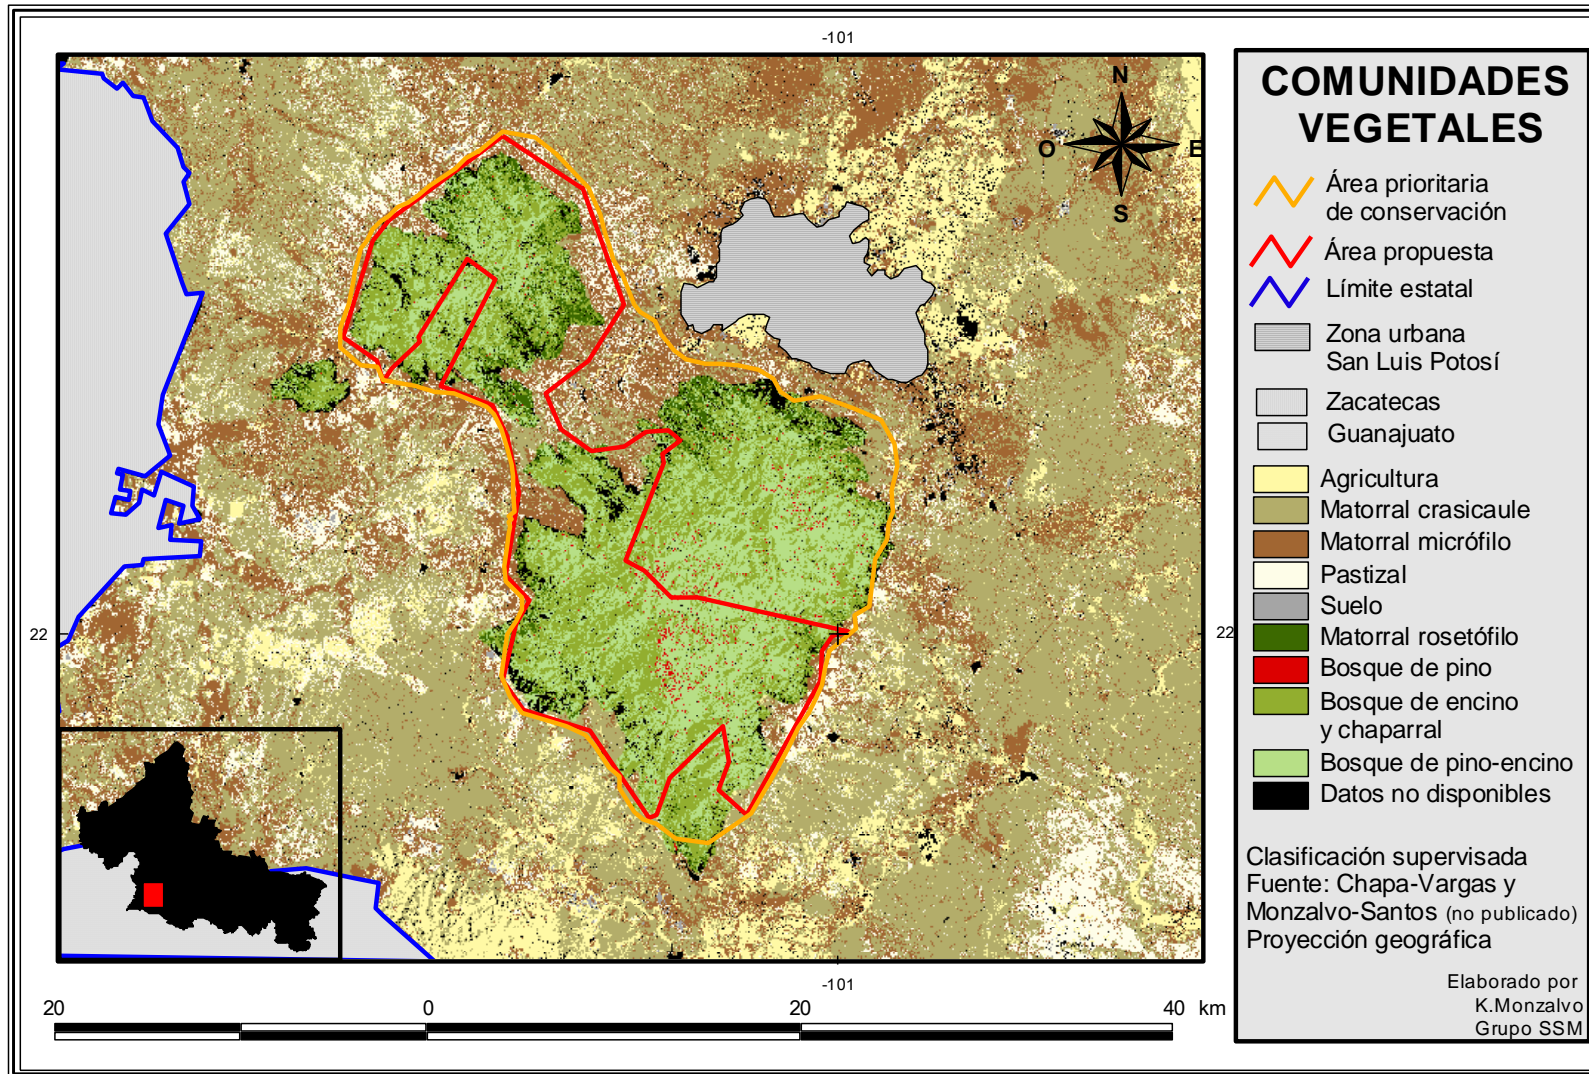 -101
N
O
E
S
22
22
-101
20
0
20
40 km
COMUNIDADES
VEGETALES
Área prioritaria
de conservación
Área propuesta
Límite estatal
Zona urbana
San Luis Potosí
Zacatecas
Guanajuato
Agricultura
Matorral crasicaule
Matorral micrófilo
Pastizal
Suelo
Matorral rosetófilo
Bosque de pino
Bosque de encino
y chaparral
Bosque de pino-encino
Datos no disponibles
Clasificación supervisada
Fuente: Chapa-Vargas y
Monzalvo-Santos (no publicado)
Proyección geográfica
Elaborado por
K.Monzalvo
Grupo SSM